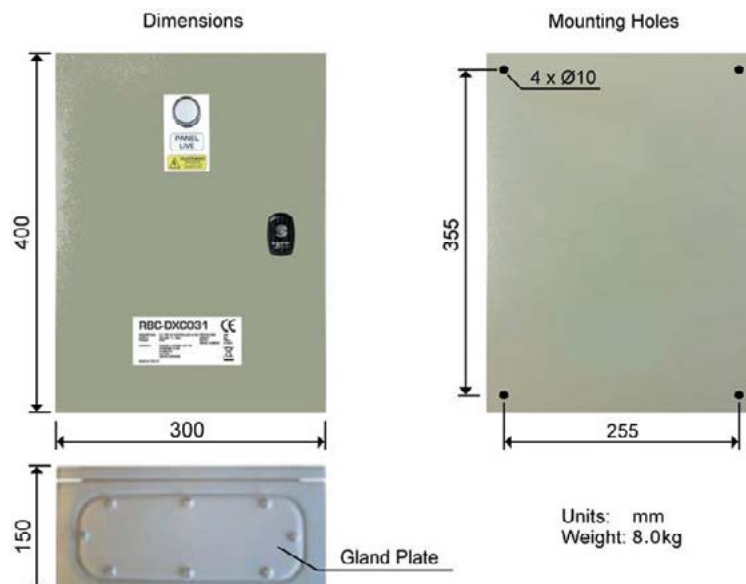 Dimensions
Mounting Holes
4 x Ø10
PANEL
LIVE
400
355
RBC-DXC031
CE
300
255
150
Gland Plate
Units: mm
Weight: 8.0kg